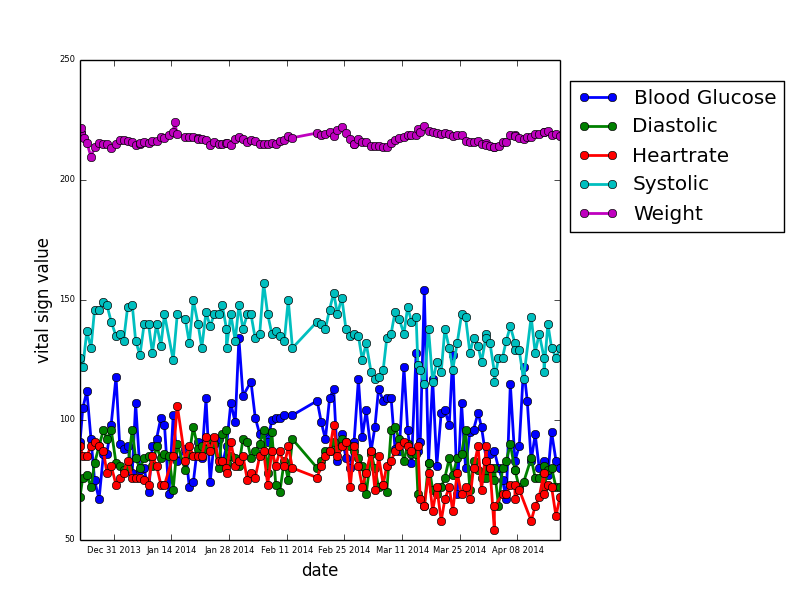 250
200
150
100
50
vital sign value
Dec 31 2013 Jan 14 2014 Jan 28 2014 Feb 11 2014 Feb 25 2014 Mar 11 2014 Mar 25 2014 Apr 08 2014
date
Blood Glucose
Diastolic
Heartrate
Systolic
Weight